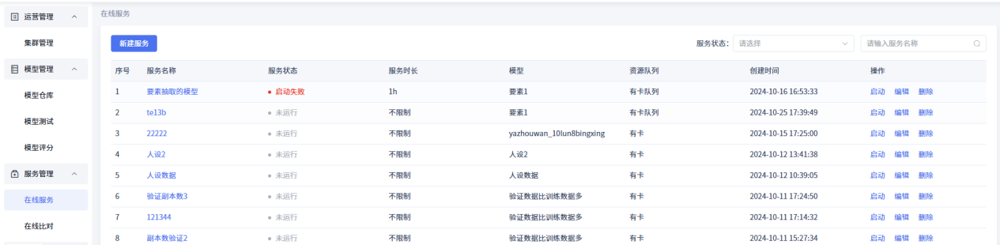 运营管理
集群管理
模型管理
模型仓库
模型测试
模型评分
服务管理
在线服务
在线比对
在线服务
新建服务 服务状态： 请选择 请输入服务名称
序号 服务名称 服务状态 服务时长 模型 资源队列 创建时间 操作
1 要素抽取的模型 启动失败 1h 要素1 有卡队列 2024-10-16 16:53:33 启动 编辑 删除
2 te13b 未运行 不限制 要素1 有卡队列 2024-10-25 17:39:49 启动 编辑 删除
3 22222 未运行 不限制 yazhouwan_10lun8bingxing 有卡 2024-10-15 17:25:00 启动 编辑 删除
4 人设2 未运行 不限制 人设2 有卡 2024-10-12 13:41:38 启动 编辑 删除
5 人设数据 未运行 不限制 人设数据 有卡 2024-10-12 10:39:05 启动 编辑 删除
6 验证副本数3 未运行 不限制 验证数据比训练数据多 有卡 2024-10-11 17:24:50 启动 编辑 删除
7 121344 未运行 不限制 验证数据比训练数据多 有卡 2024-10-11 17:14:32 启动 编辑 删除
8 副本数验证2 未运行 不限制 验证数据比训练数据多 有卡 2024-10-11 15:27:34 启动 编辑 删除